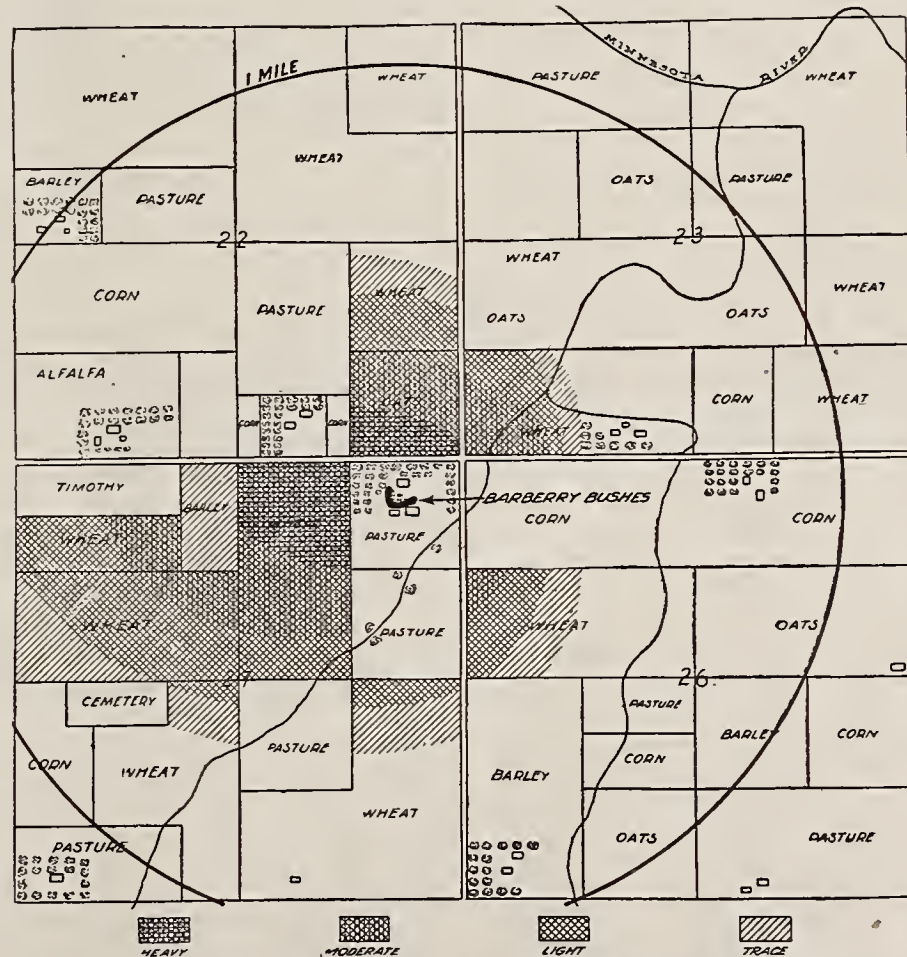 MINNESOTA RIVER
1 MILE
WHEAT
WHEAT
PASTURE
WHEAT
WHEAT
BARLEY
PASTURE
OATS
PASTURE
22
23
WHEAT
CORN
PASTURE
WHEAT
OATS
OATS
WHEAT
ALFALFA
CORN
CORN
WHEAT
CORN
WHEAT
TIMOTHY
BARLEY
BARBERRY BUSHES
CORN
CORN
WHEAT
PASTURE
WHEAT
PASTURE
WHEAT
OATS
26.
CEMETERY
PASTURE
PASTURE
BARLEY
CORN
CORN
WHEAT
BARLEY
CORN
WHEAT
PASTURE
OATS
PASTURE
HEAVY
MODERATE
LIGHT
TRACE